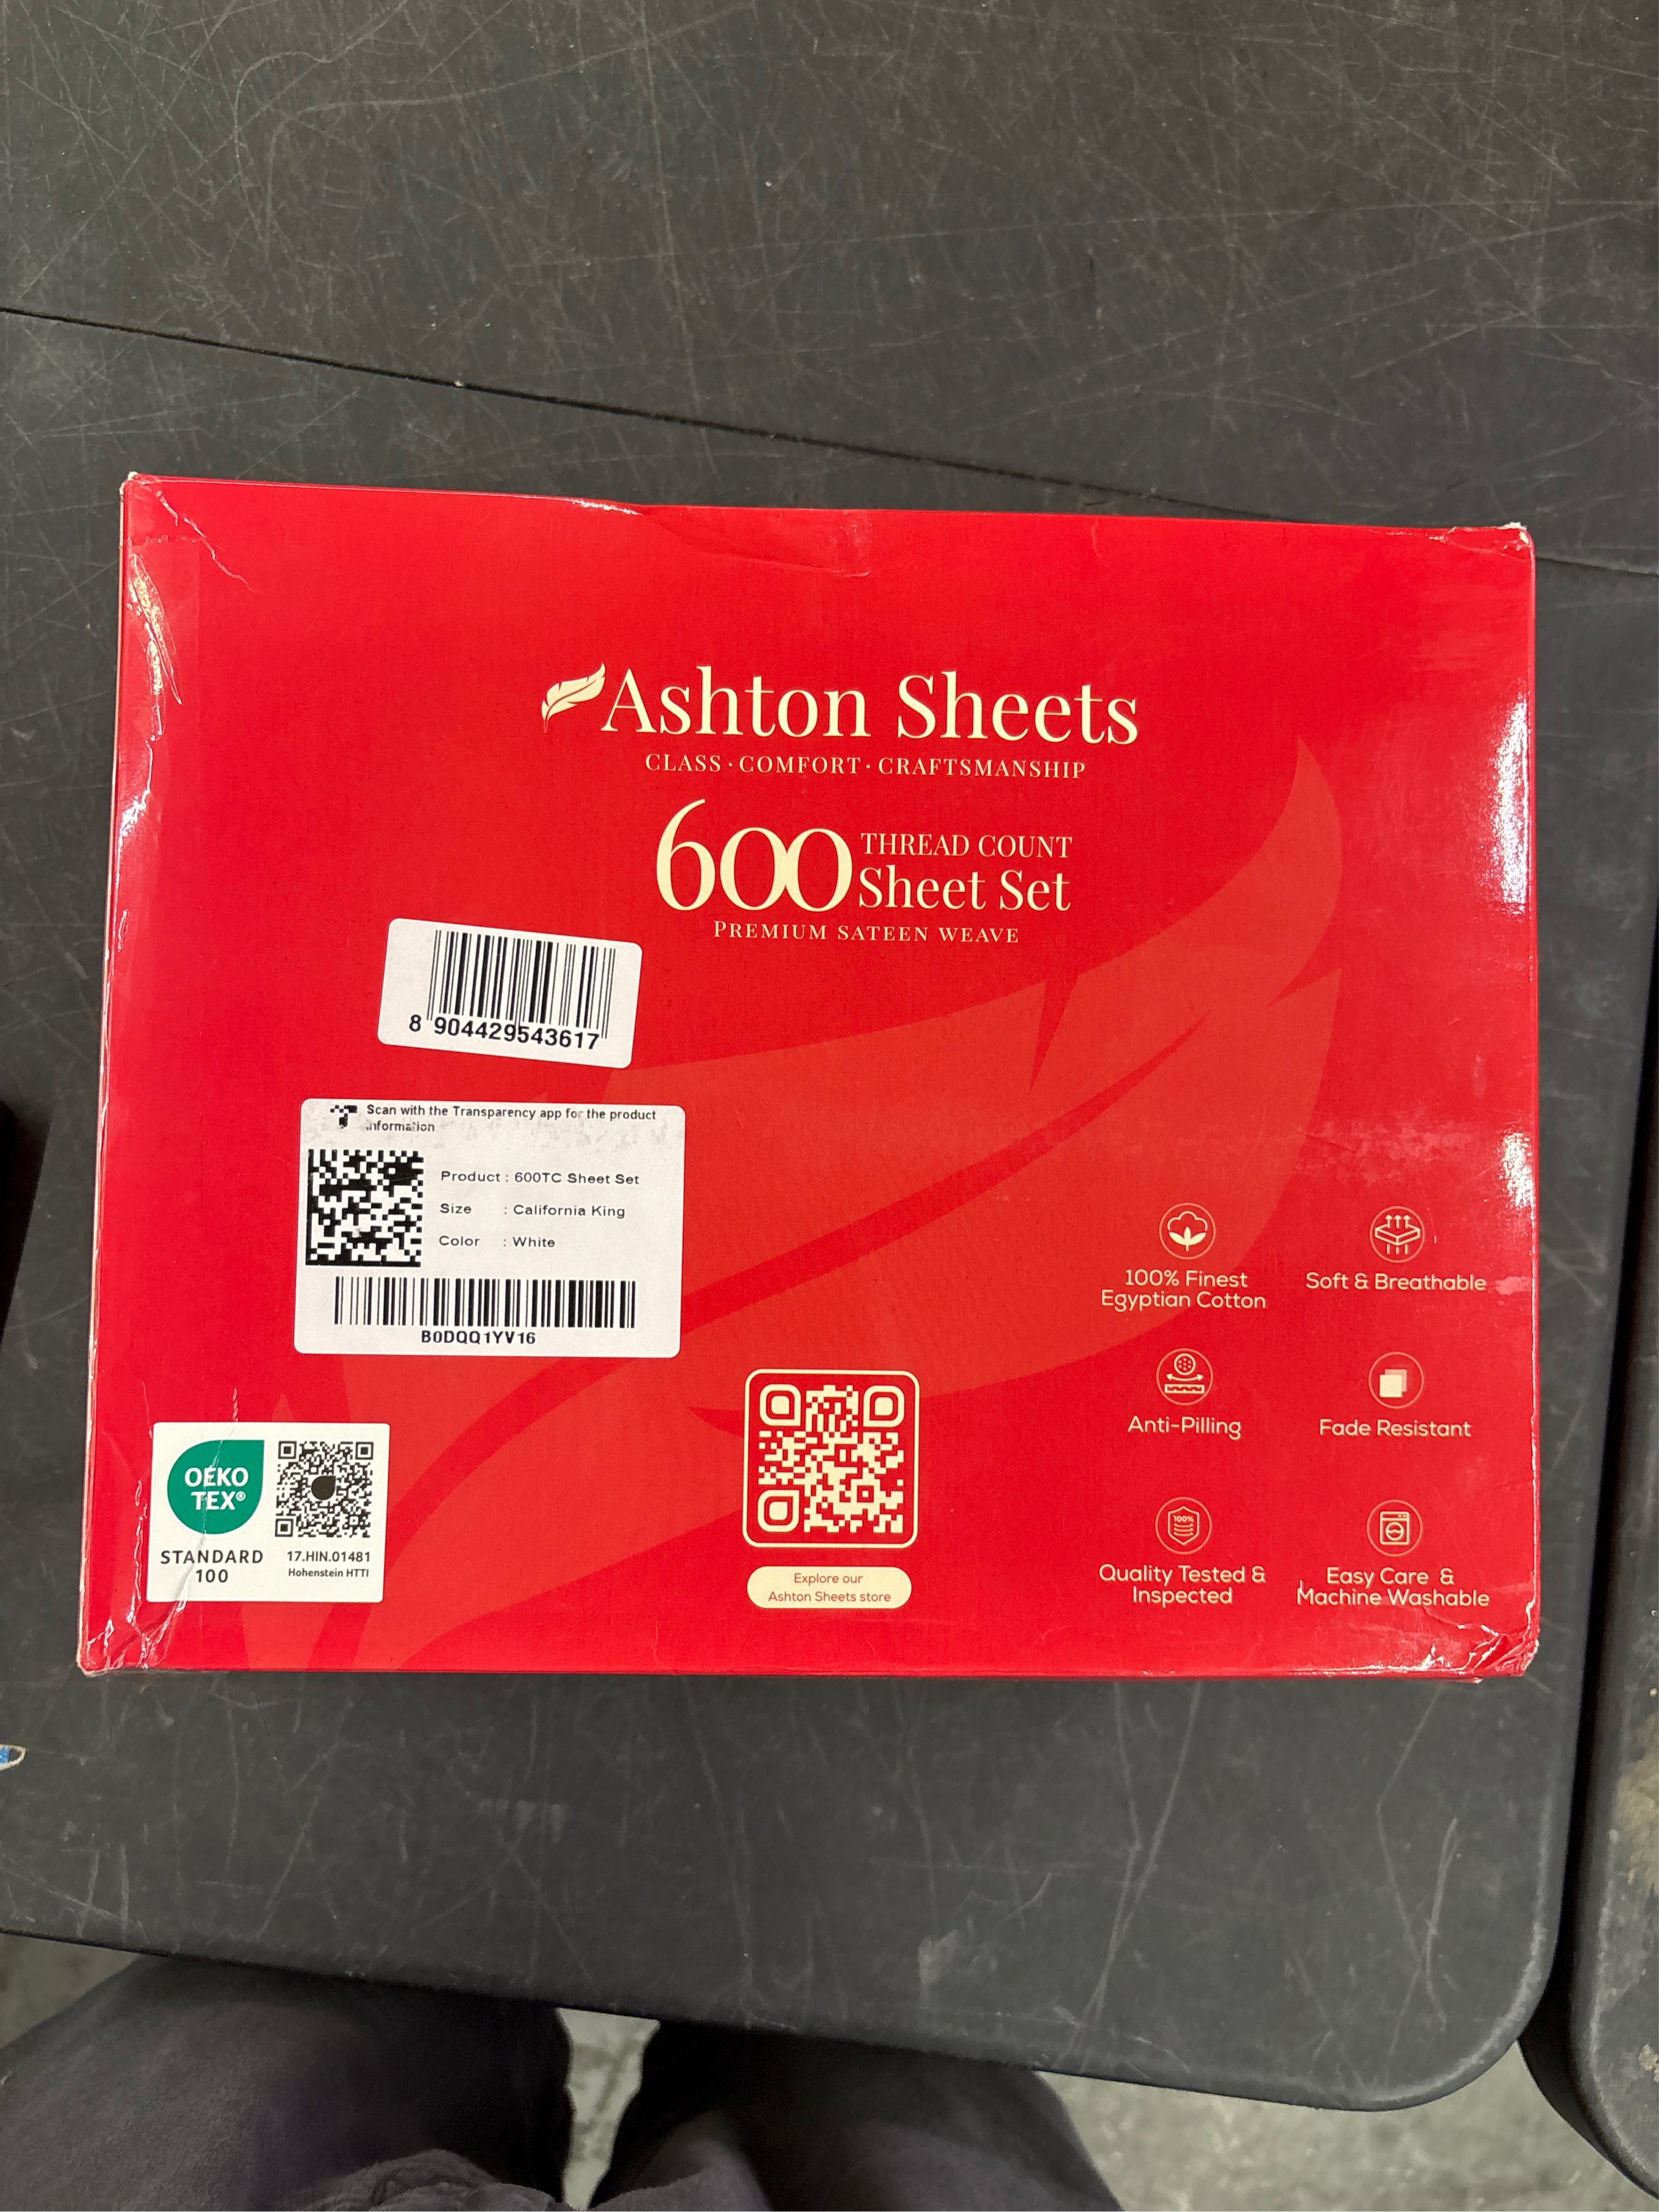 Ashton Sheets
CLASS · COMFORT · CRAFTSMANSHIP
600 THREAD COUNT
Sheet Set
PREMIUM SATEEN WEAVE
8 904429543617
Scan with the Transparency app for the product
information
Product : 600TC Sheet Set
Size : California King
Color : White
B0DQQ1YV16
OEKO
TEX®
STANDARD
100
17.HIN.01481
Hohenstein HTTI
Explore our
Ashton Sheets store
100% Finest
Egyptian Cotton
Soft & Breathable
Anti-Pilling
Fade Resistant
100%
Quality Tested &
Inspected
Easy Care &
Machine Washable